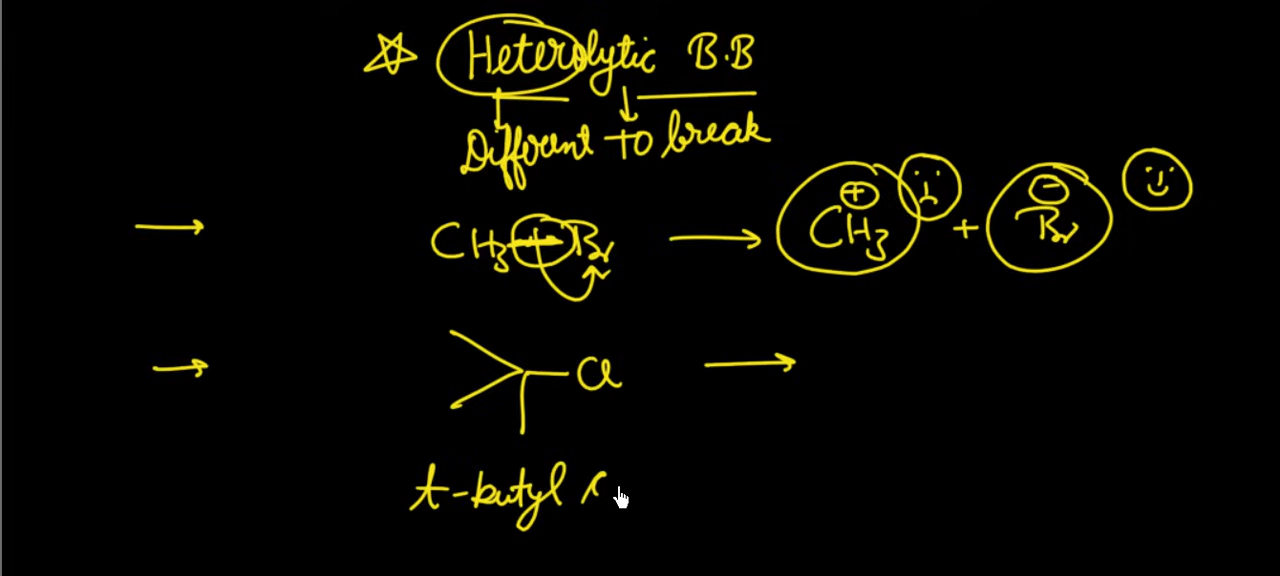 Heterolytic B.B
Different to break
CH3 Br → CH3 ⊕ + Br ⊖
→
Cl →
t-butyl